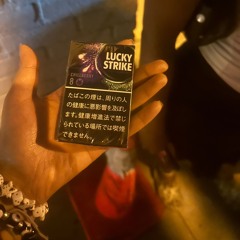 LUCKY
STRIKE
8
たばこの煙は、周りの人
の健康に悪影響を及ぼし
ます。健康増進法で禁じ
られている場所では喫煙
できません。